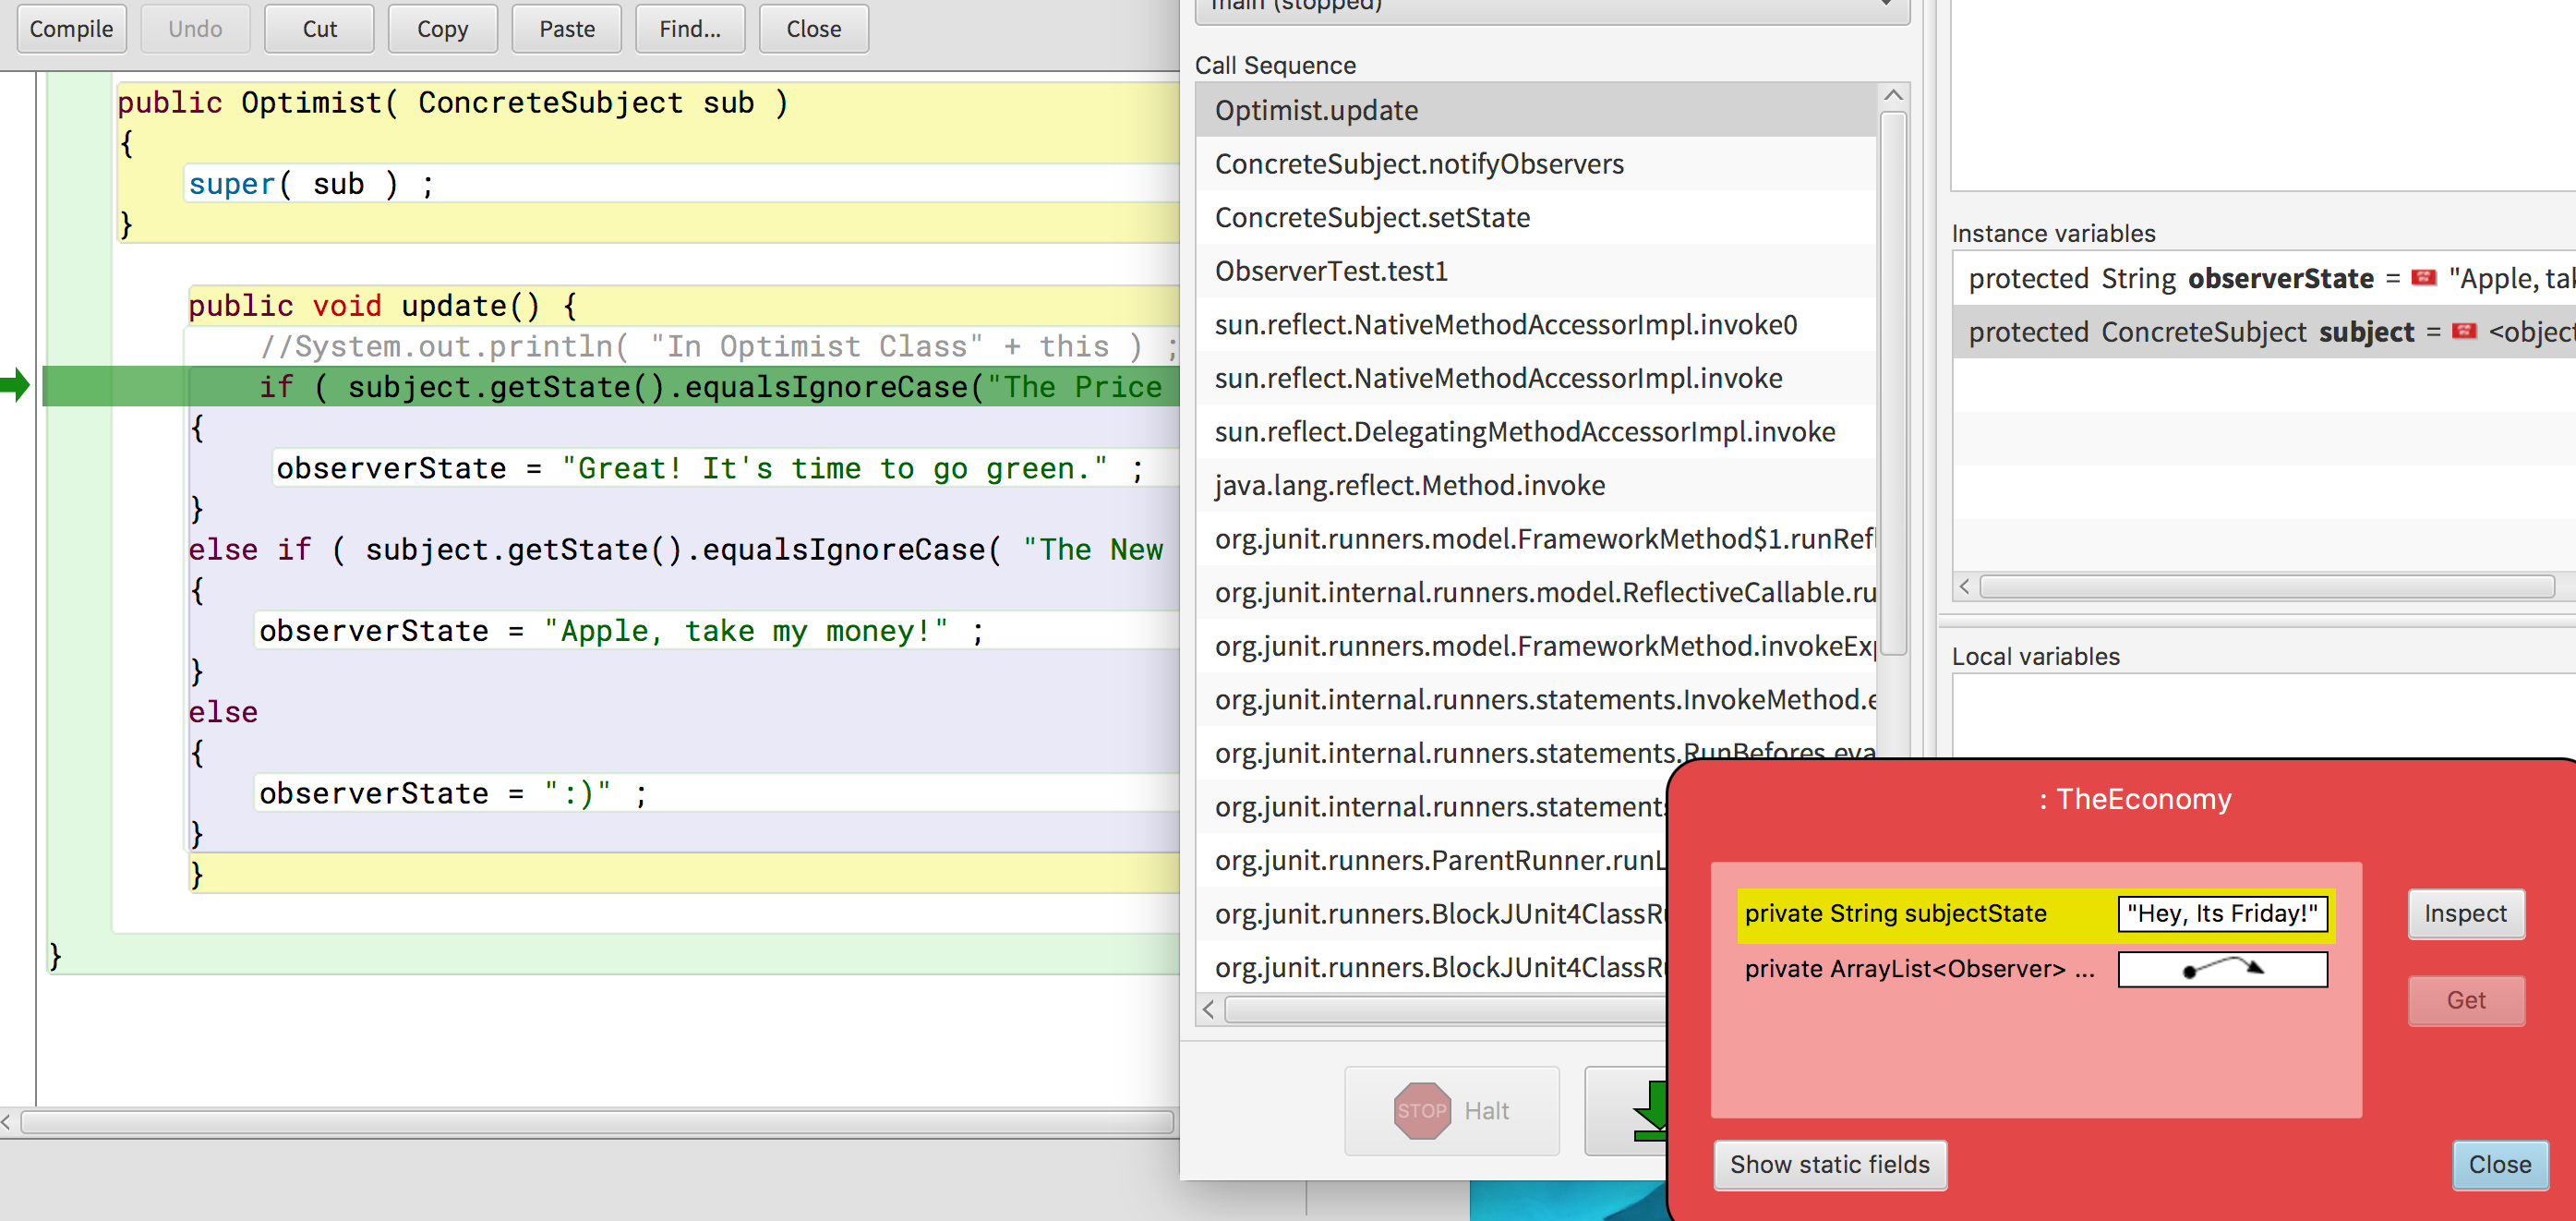 Compile Undo Cut Copy Paste Find... Close
public Optimist( ConcreteSubject sub )
{
super( sub ) ;
}
public void update() {
//System.out.println( "In Optimist Class" + this ) ;
if ( subject.getState().equalsIgnoreCase("The Price
{
observerState = "Great! It's time to go green." ;
}
else if ( subject.getState().equalsIgnoreCase( "The New
{
observerState = "Apple, take my money!" ;
}
else
{
observerState = ":)" ;
}
}
}
main (stopped)
Call Sequence
Optimist.update
ConcreteSubject.notifyObservers
ConcreteSubject.setState
ObserverTest.test1
sun.reflect.NativeMethodAccessorImpl.invoke0
sun.reflect.NativeMethodAccessorImpl.invoke
sun.reflect.DelegatingMethodAccessorImpl.invoke
java.lang.reflect.Method.invoke
org.junit.runners.model.FrameworkMethod$1.runRefl
org.junit.internal.runners.model.ReflectiveCallable.ru
org.junit.runners.model.FrameworkMethod.invokeExp
org.junit.internal.runners.statements.InvokeMethod.e
org.junit.internal.runners.statements.RunBefores.eva
org.junit.internal.runners.statements
org.junit.runners.ParentRunner.runL
org.junit.runners.BlockJUnit4ClassRu
org.junit.runners.BlockJUnit4ClassRu
STOP Halt
Instance variables
protected String observerState = "Apple, tak
protected ConcreteSubject subject = <object
Local variables
: TheEconomy
private String subjectState "Hey, Its Friday!"
private ArrayList<Observer> ...
Inspect
Get
Show static fields
Close